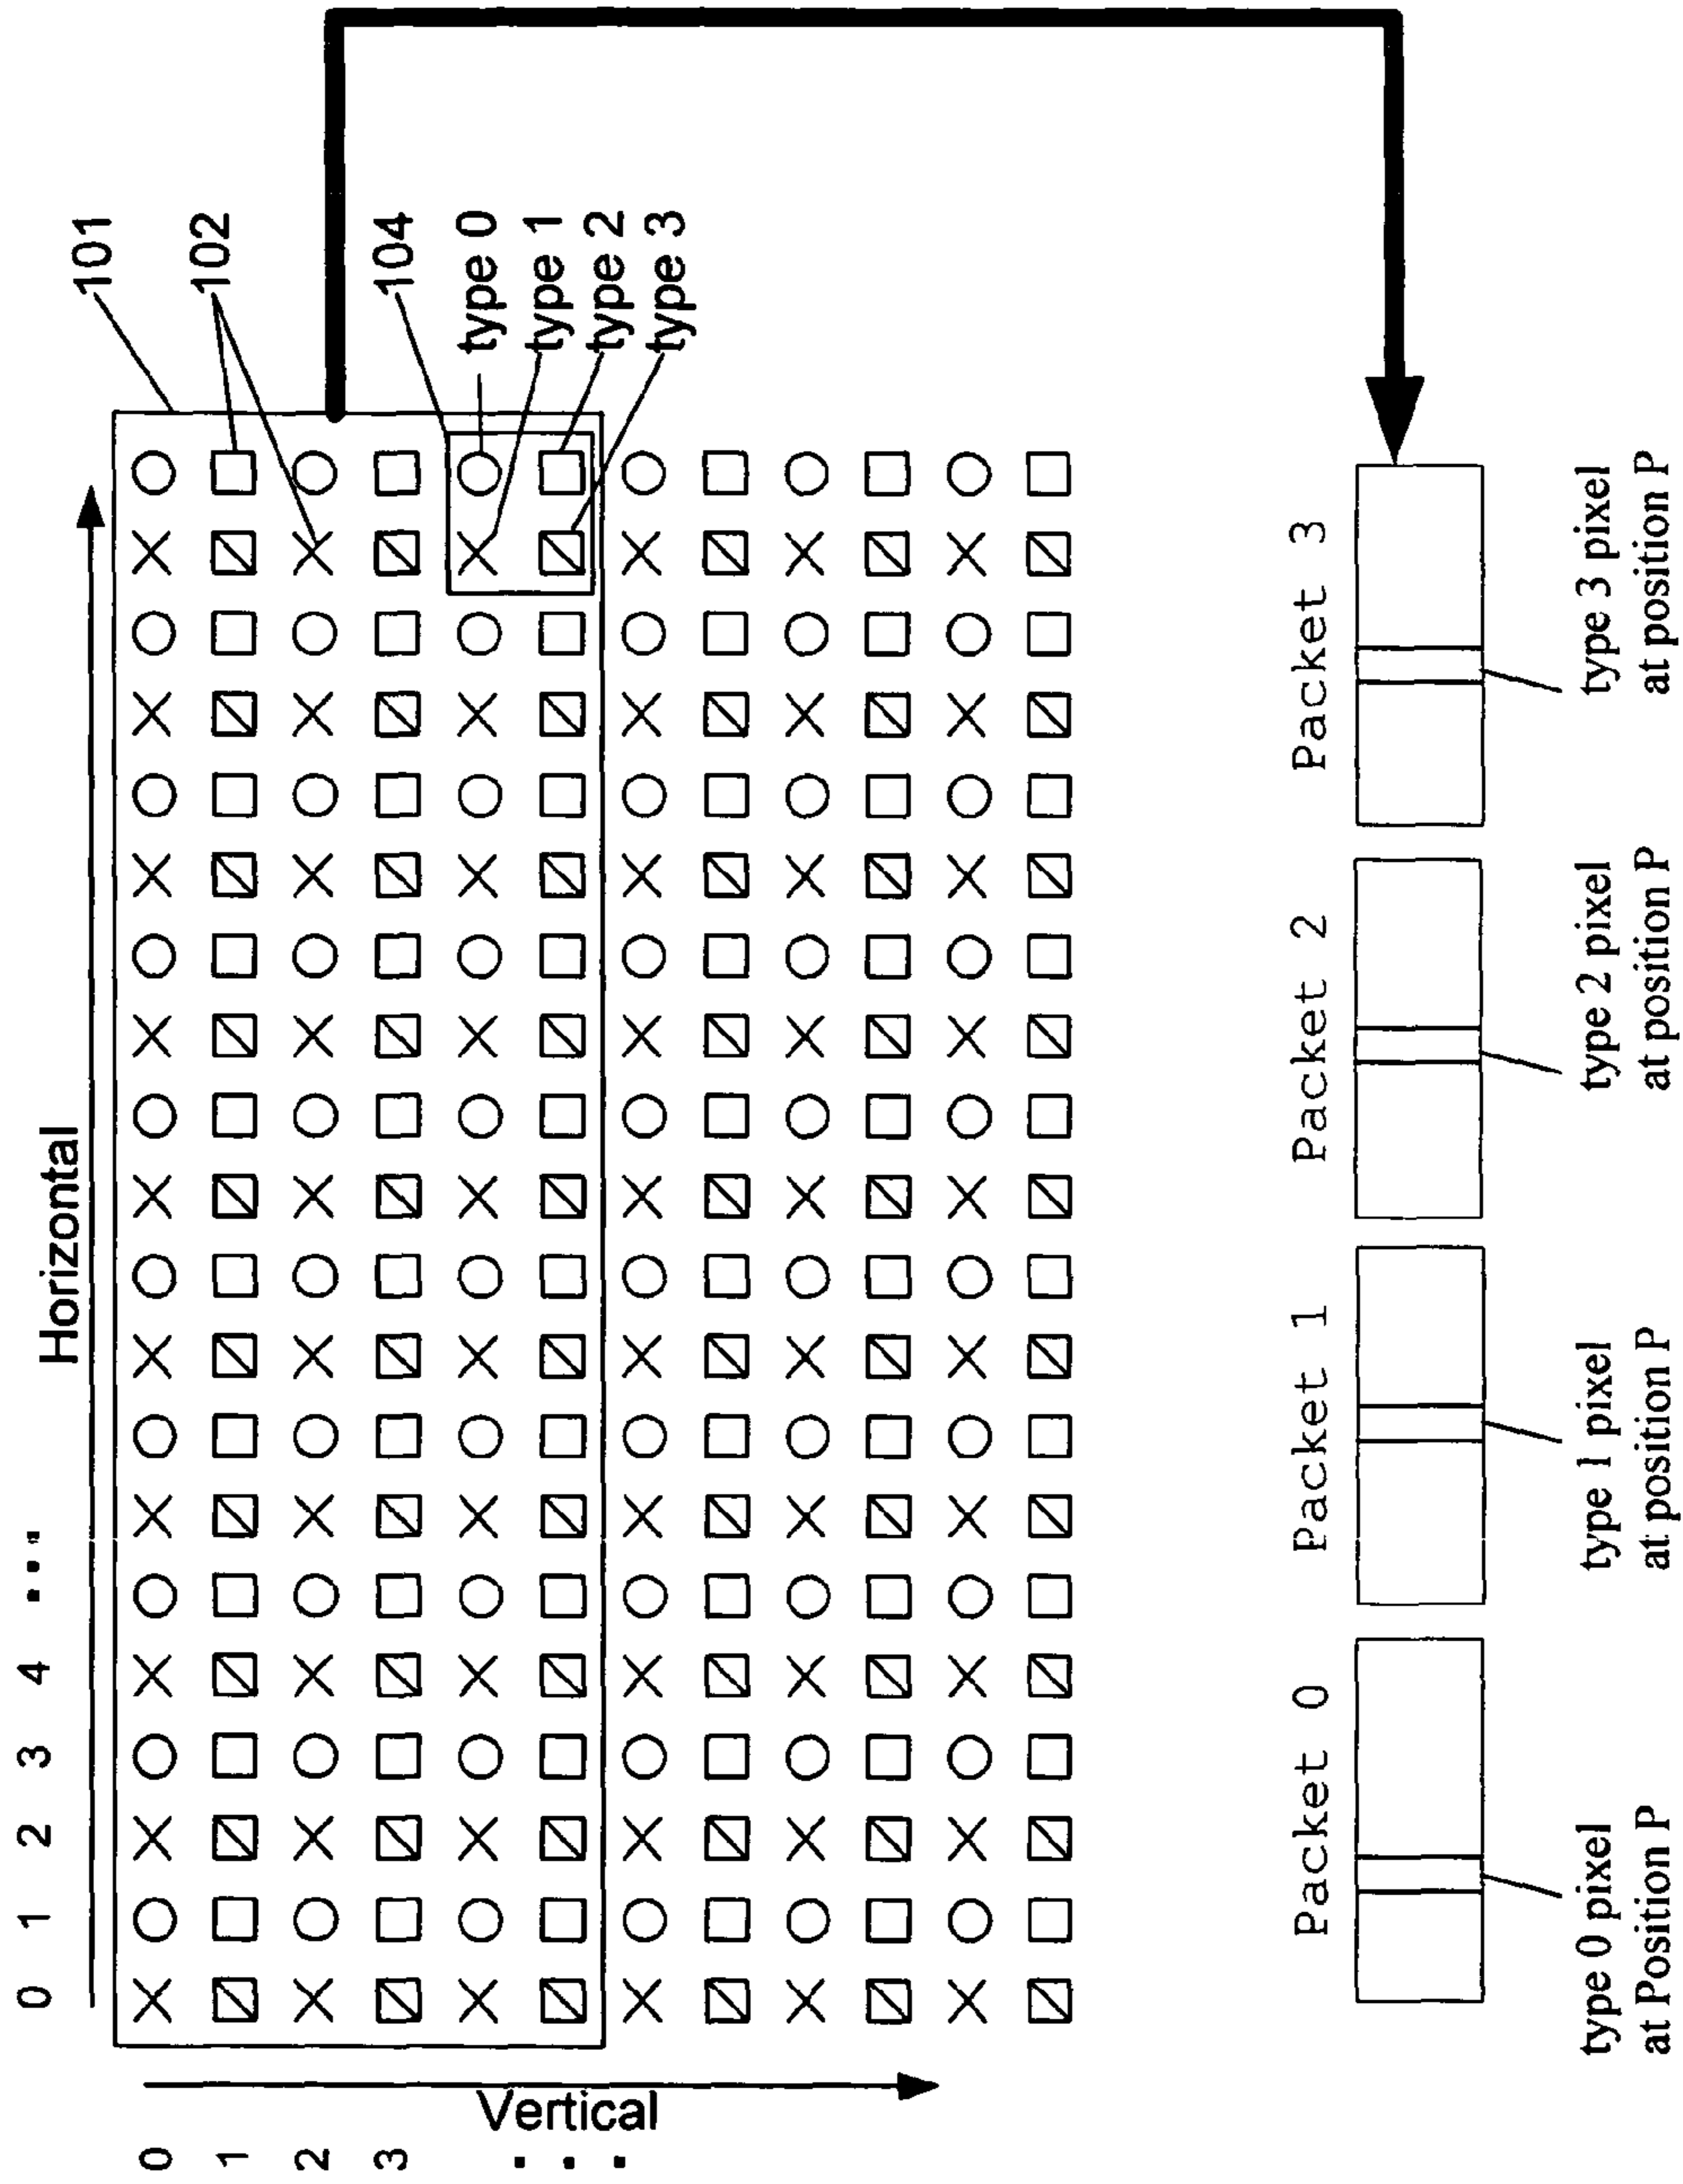 0 1 2 3 4 ...
Horizontal
Vertical
0
1
2
3
...
101
102
104
type 0
type 1
type 2
type 3
Packet 0
Packet 1
Packet 2
Packet 3
type 0 pixel
at Position P
type 1 pixel
at position P
type 2 pixel
at position P
type 3 pixel
at position P